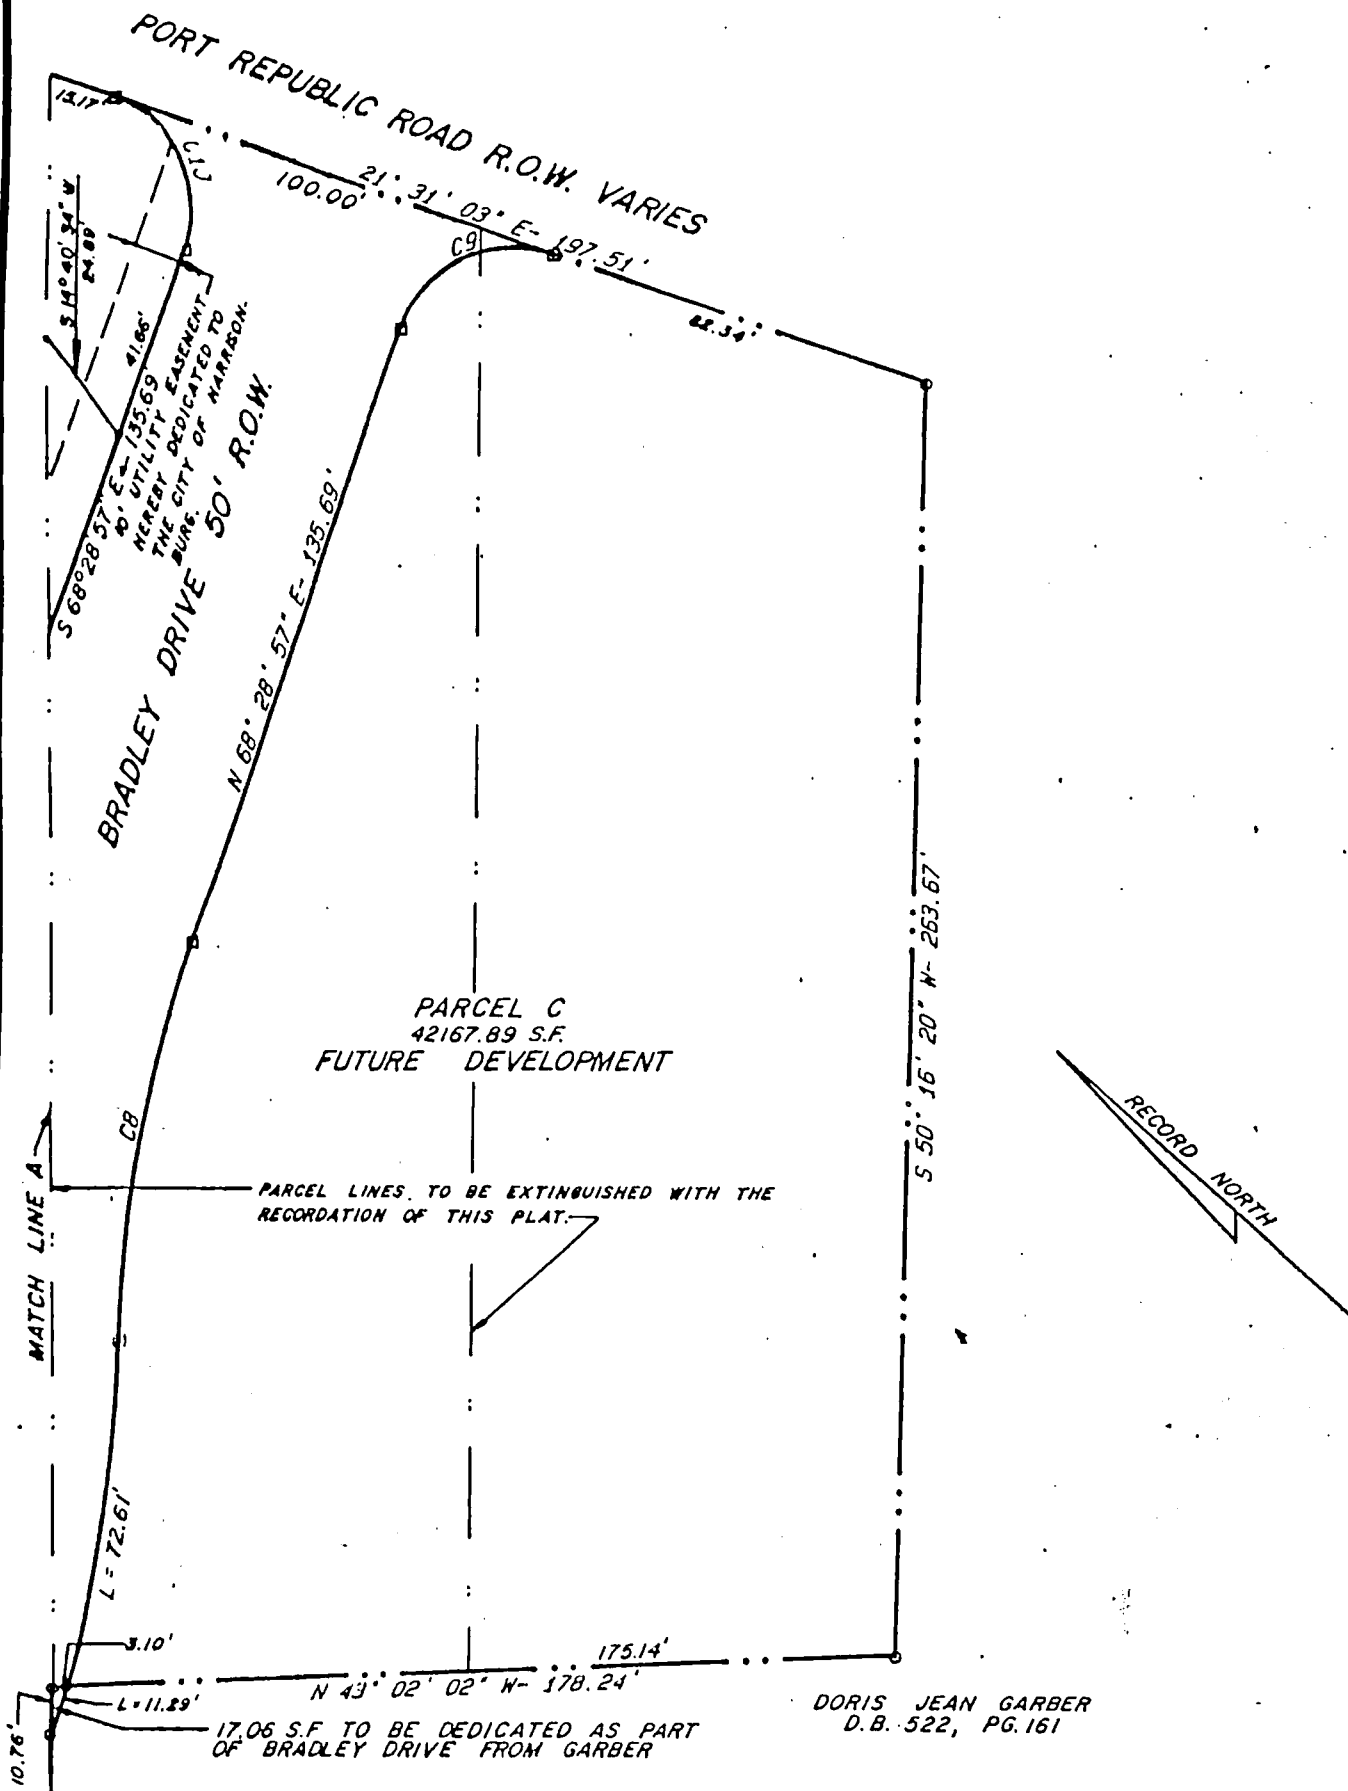 PORT REPUBLIC ROAD R.O.W. VARIES
15.17'
C10
100.00'
21° 31' 03" E- 197.51'
C9
82.34'
S 14° 40' 34" W
24.89'
41.66'
S 68° 28' 57" E- 135.69'
10' UTILITY EASEMENT
HEREBY DEDICATED TO
THE CITY OF HARRISON-
BURG.
BRADLEY DRIVE 50' R.O.W.
N 68° 28' 57" E- 135.69'
S 50° 16' 20" W- 263.67'
PARCEL C
42167.89 S.F.
FUTURE DEVELOPMENT
C8
RECORD NORTH
MATCH LINE A
PARCEL LINES, TO BE EXTINGUISHED WITH THE
RECORDATION OF THIS PLAT.
L = 72.61'
3.10'
175.14'
N 43° 02' 02" W- 178.24'
L=11.29'
10.76'
17.06 S.F. TO BE DEDICATED AS PART
OF BRADLEY DRIVE FROM GARBER
DORIS JEAN GARBER
D.B. 522, PG. 161